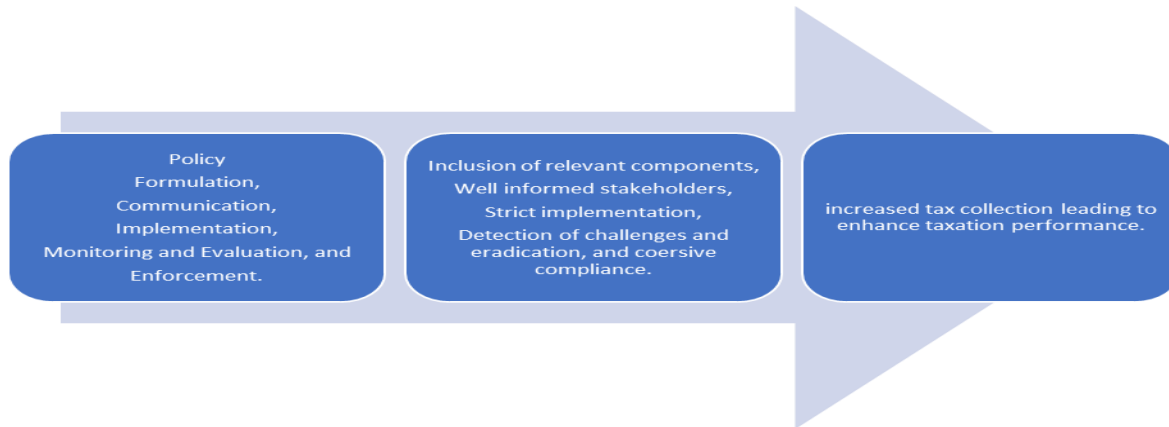 Policy
Formulation,
Communication,
Implementation,
Monitoring and Evaluation, and
Enforcement.
Inclusion of relevant components,
Well informed stakeholders,
Strict implementation,
Detection of challenges and
eradication, and coersive
compliance.
increased tax collection leading to
enhance taxation performance.